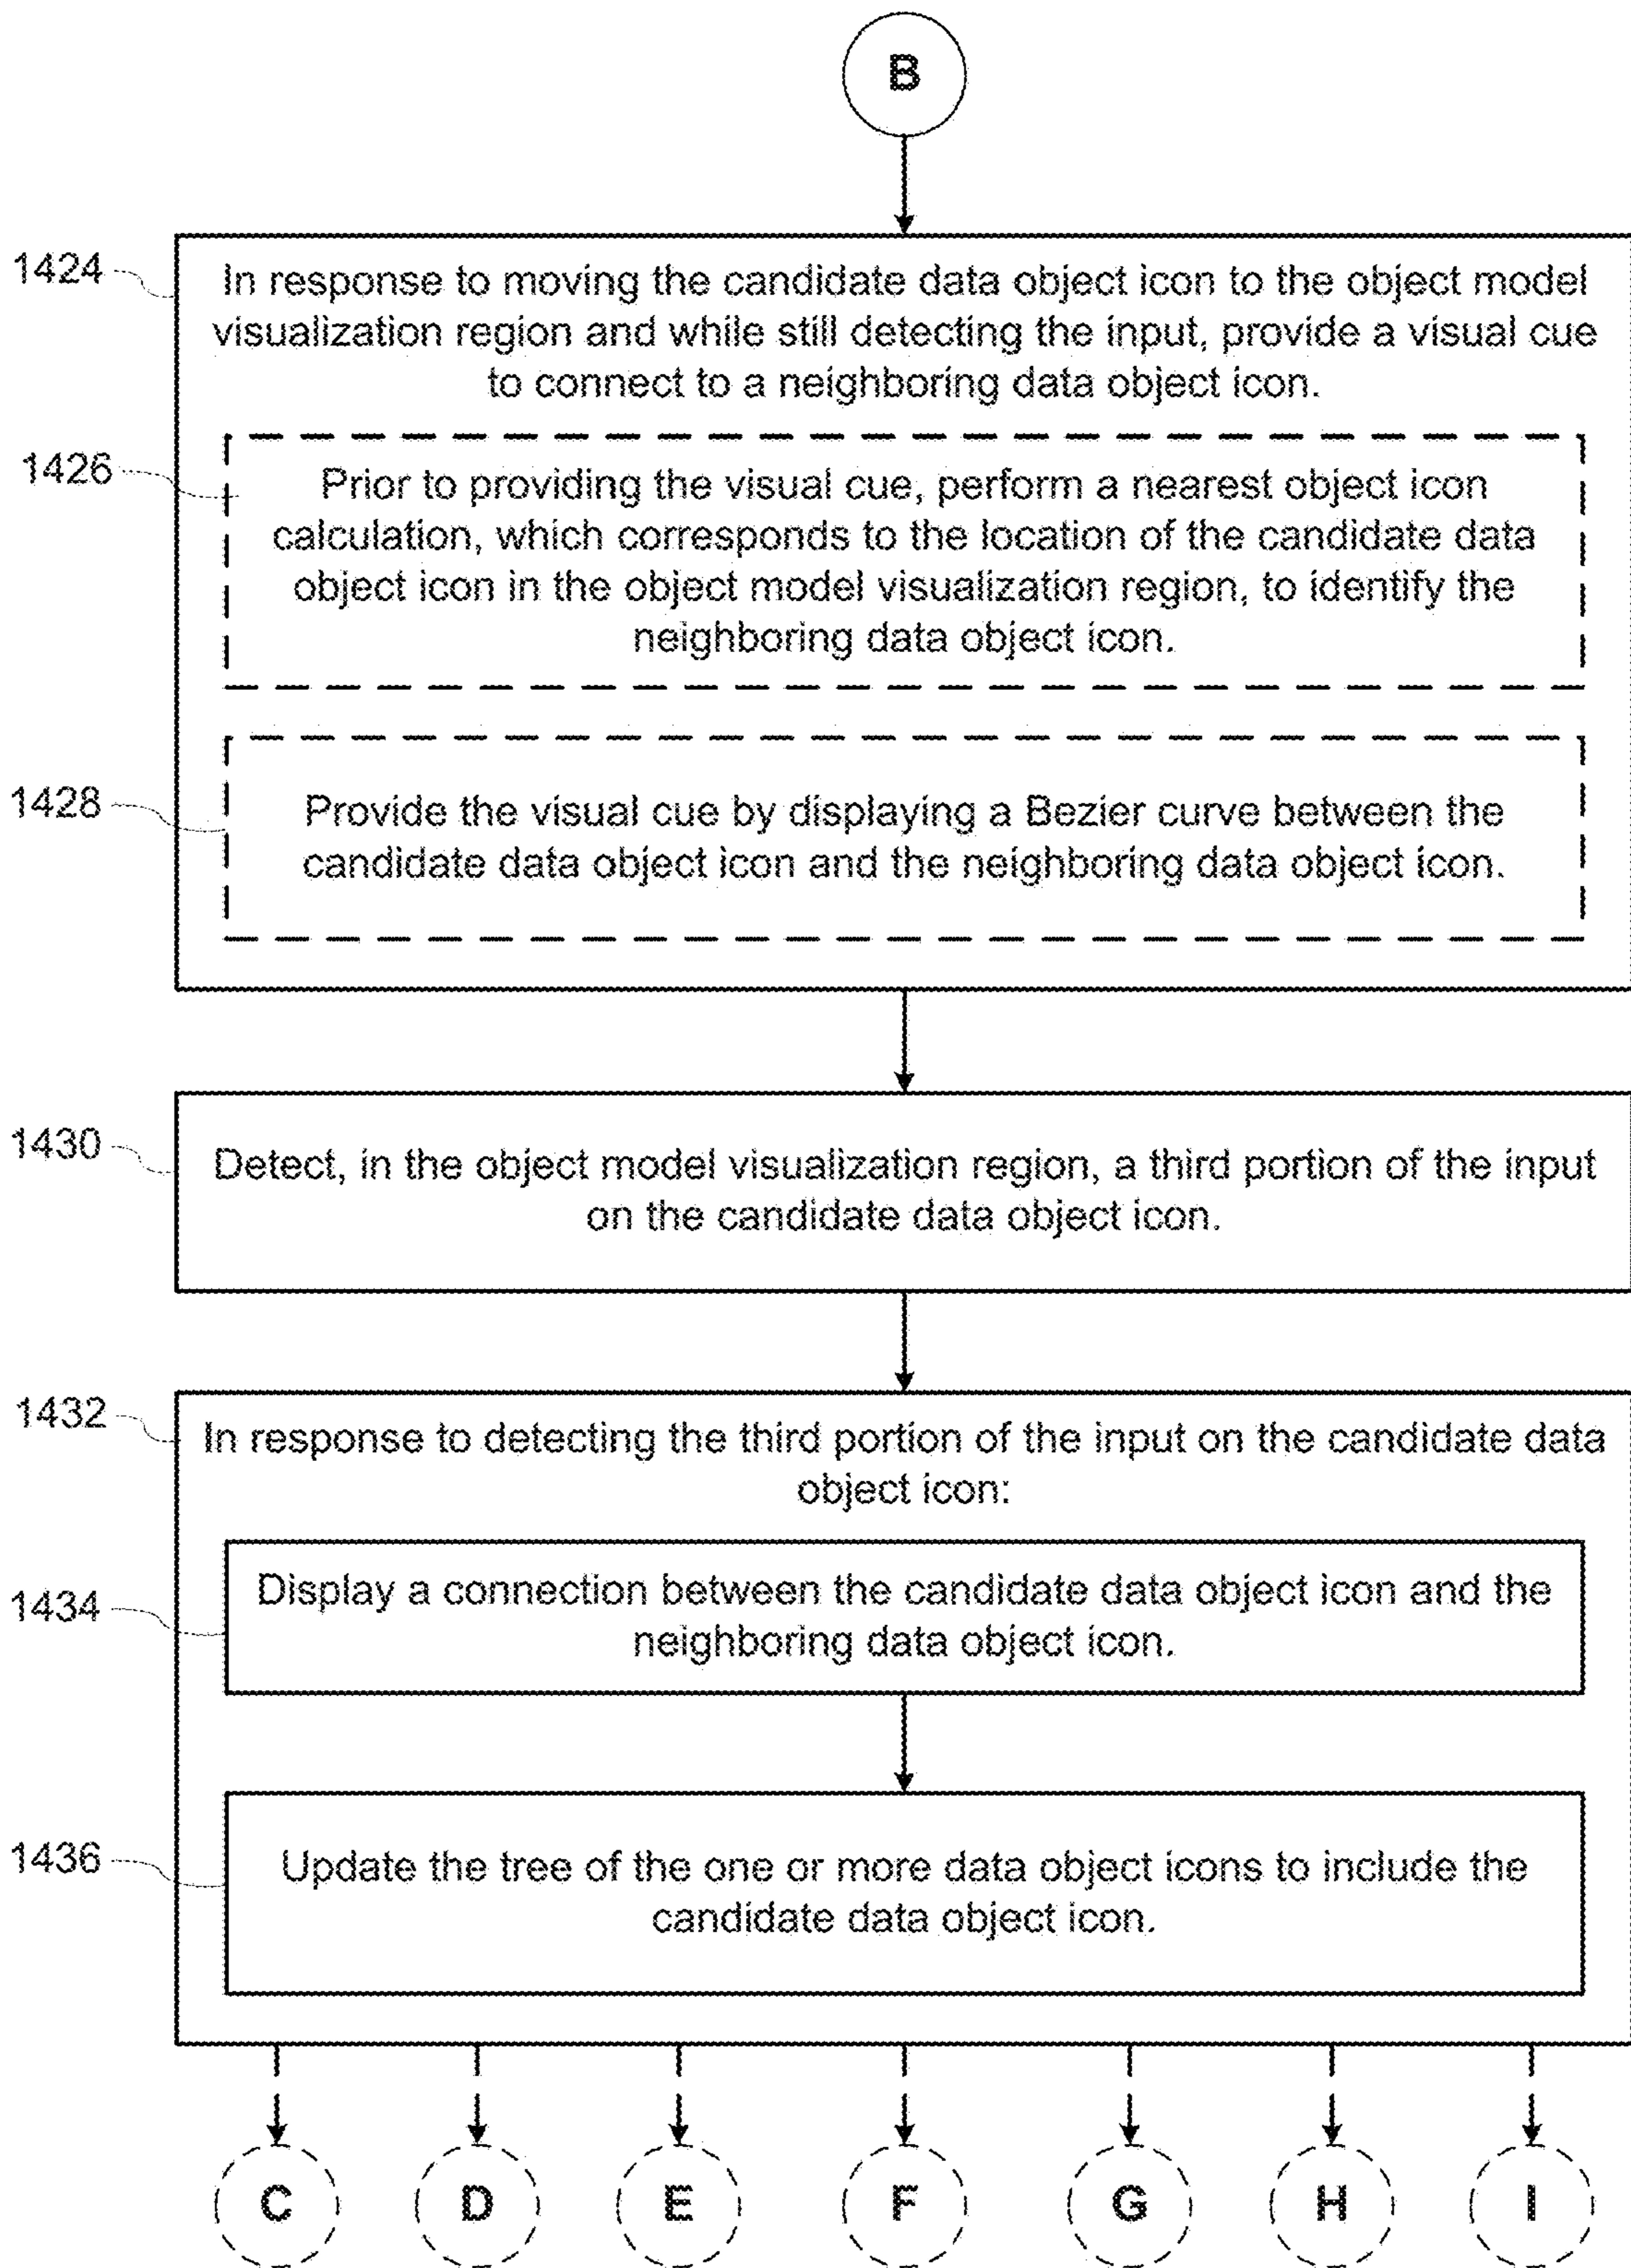 B
1424
In response to moving the candidate data object icon to the object model
visualization region and while still detecting the input, provide a visual cue
to connect to a neighboring data object icon.
1426
Prior to providing the visual cue, perform a nearest object icon
calculation, which corresponds to the location of the candidate data
object icon in the object model visualization region, to identify the
neighboring data object icon.
1428
Provide the visual cue by displaying a Bezier curve between the
candidate data object icon and the neighboring data object icon.
1430
Detect, in the object model visualization region, a third portion of the input
on the candidate data object icon.
1432
In response to detecting the third portion of the input on the candidate data
object icon:
1434
Display a connection between the candidate data object icon and the
neighboring data object icon.
1436
Update the tree of the one or more data object icons to include the
candidate data object icon.
C D E F G H I